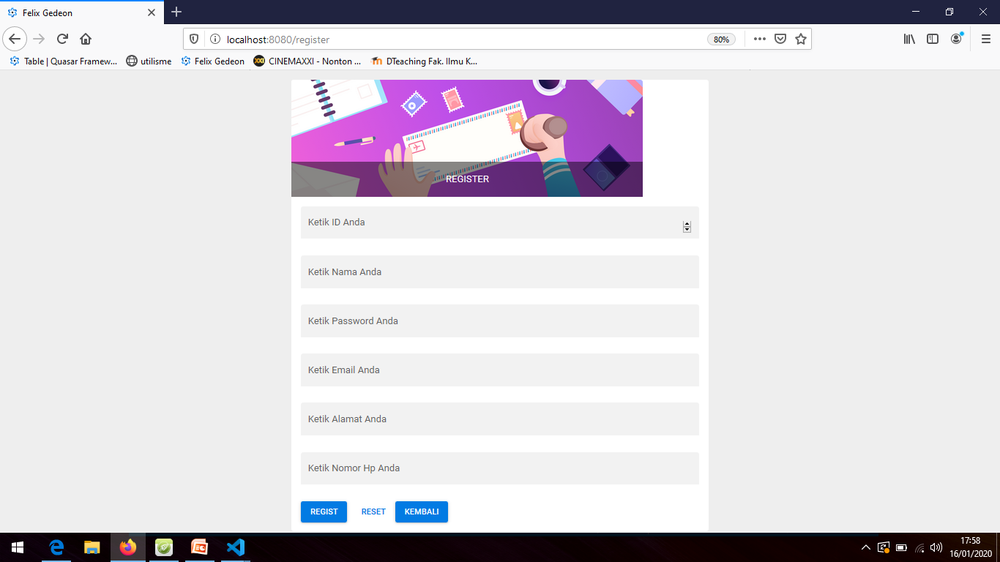 Felix Gedeon
localhost:8080/register
80%
Table | Quasar Framew...
utilisme
Felix Gedeon
CINEMAXXI - Nonton ...
DTeaching Fak. Ilmu K...
REGISTER
Ketik ID Anda
Ketik Nama Anda
Ketik Password Anda
Ketik Email Anda
Ketik Alamat Anda
Ketik Nomor Hp Anda
REGIST RESET KEMBALI
17:58
16/01/2020